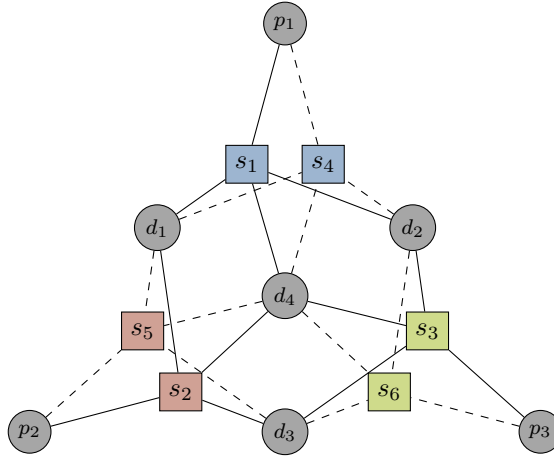 p₁
s₁ s₄
d₁ d₂
d₄
s₅ s₃
s₂ s₆
p₂ d₃ p₃